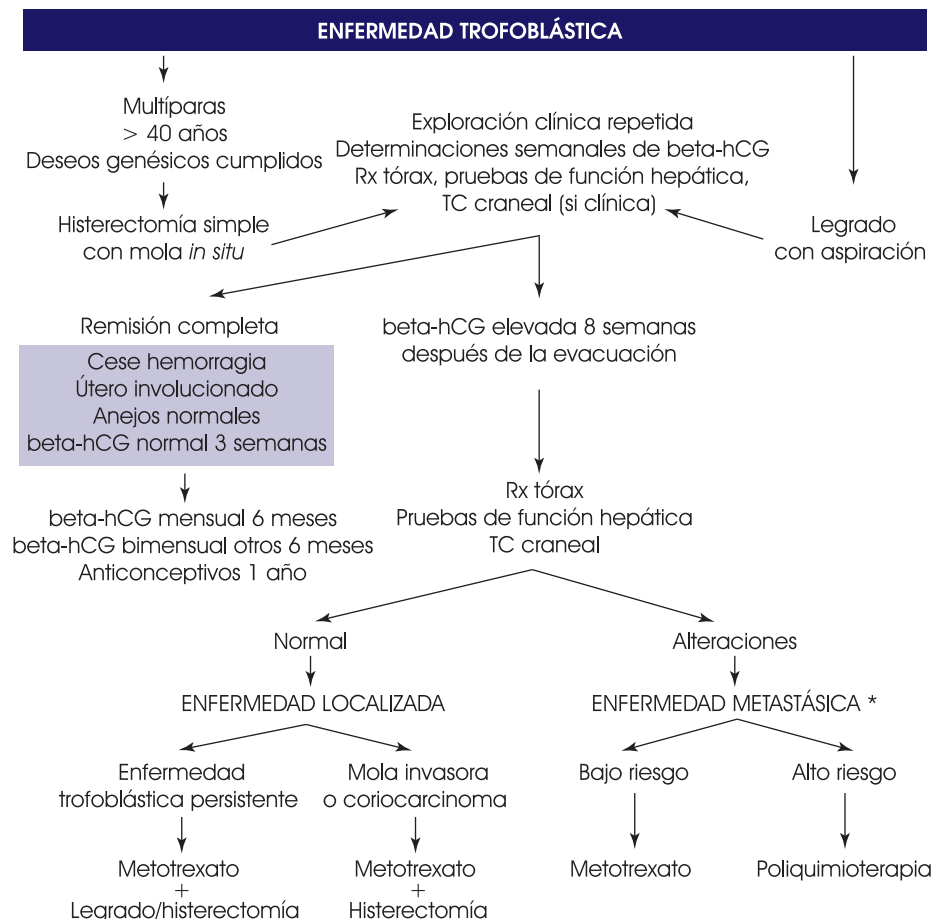 ENFERMEDAD TROFOBLÁSTICA
Multíparas
> 40 años
Deseos genésicos cumplidos
Histerectomía simple
con mola in situ
Exploración clínica repetida
Determinaciones semanales de beta-hCG
Rx tórax, pruebas de función hepática,
TC craneal (si clínica)
Legrado
con aspiración
Remisión completa
Cese hemorragia
Útero involucionado
Anejos normales
beta-hCG normal 3 semanas
beta-hCG mensual 6 meses
beta-hCG bimensual otros 6 meses
Anticonceptivos 1 año
beta-hCG elevada 8 semanas
después de la evacuación
Rx tórax
Pruebas de función hepática
TC craneal
Normal
Alteraciones
ENFERMEDAD LOCALIZADA
ENFERMEDAD METASTÁSICA *
Enfermedad
trofoblástica persistente
Mola invasora
o coriocarcinoma
Bajo riesgo
Alto riesgo
Metotrexato
+
Legrado/histerectomía
Metotrexato
+
Histerectomía
Metotrexato
Poliquimioterapia